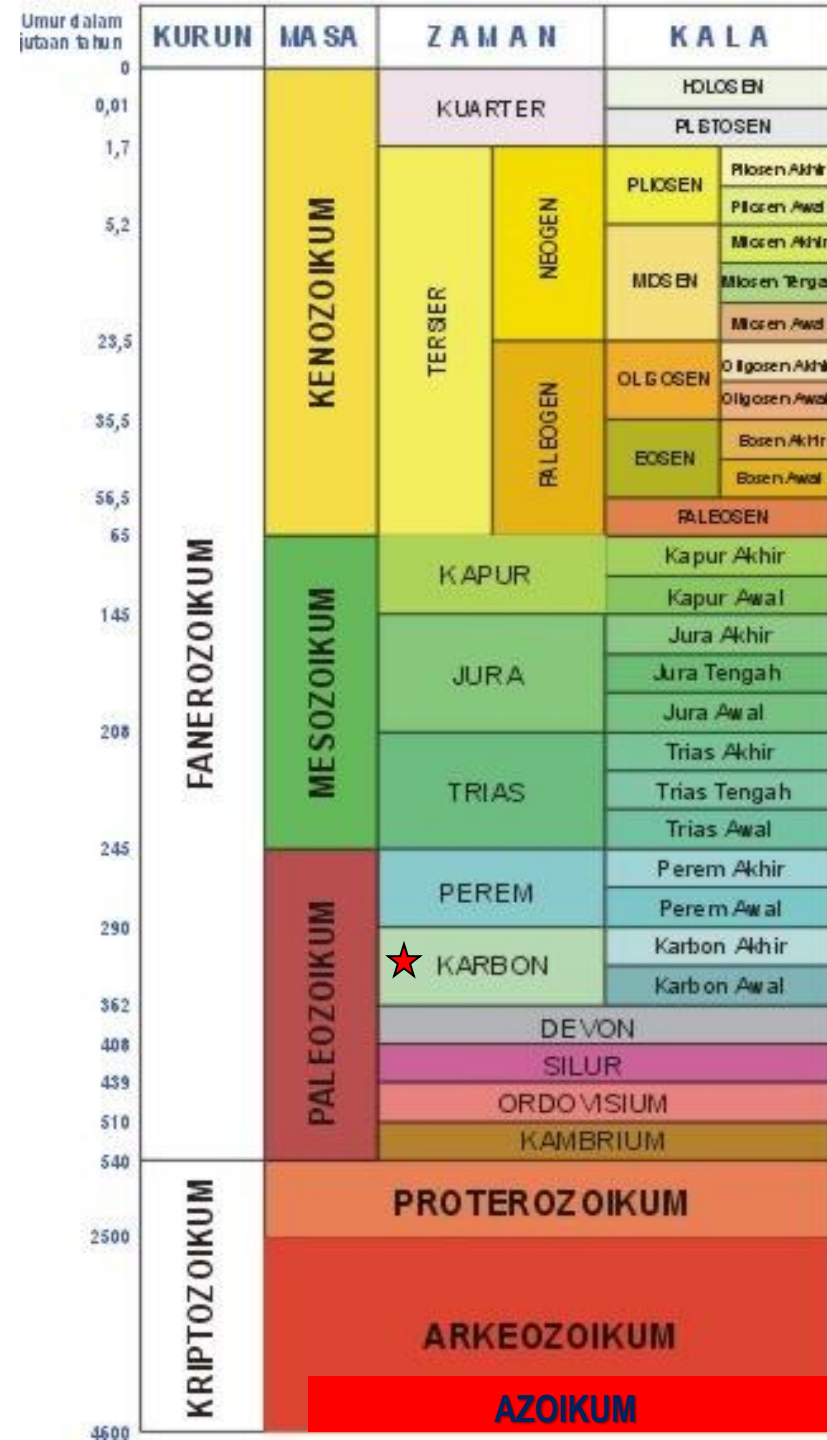 Umur dalam
jutaan tahun
KURUN
MASA
ZAMAN
KALA
0
0,01
1,7
5,2
23,5
35,5
56,5
65
145
208
245
290
362
408
439
510
540
2500
4600
FANEROZOIKUM
KRIPTOZOIKUM
KENOZOIKUM
MESOZOIKUM
PALEOZOIKUM
KUARTER
TERSIER
NEOGEN
PALEOGEN
HOLOSEN
PLISTOSEN
PLIOSEN
Pliosen Akhir
Pliosen Awal
MIOSEN
Miosen Akhir
Miosen Tenga
Miosen Awal
OLIGOSEN
Oligosen Akhir
Oligosen Awal
EOSEN
Eosen Akhir
Eosen Awal
PALEOSEN
KAPUR
Kapur Akhir
Kapur Awal
JURA
Jura Akhir
Jura Tengah
Jura Awal
TRIAS
Trias Akhir
Trias Tengah
Trias Awal
PEREM
Perem Akhir
Perem Awal
KARBON
Karbon Akhir
Karbon Awal
DEVON
SILUR
ORDOVISIUM
KAMBRIUM
PROTEROZOIKUM
ARKEOZOIKUM
AZOIKUM